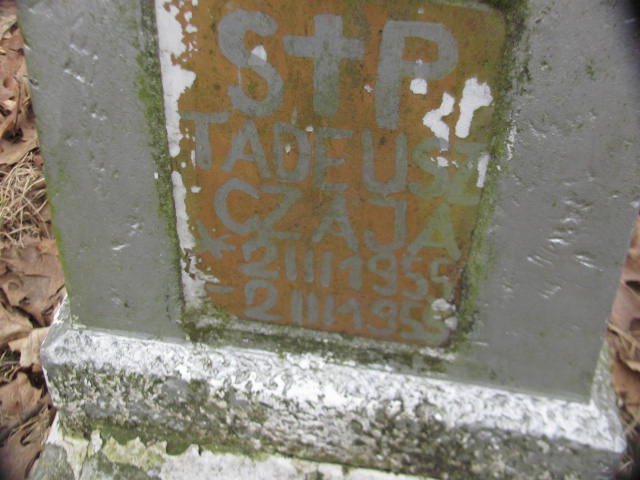 S†P
TADEUSZ
CZAJA
* 2 III 1955
- 2 III 1955